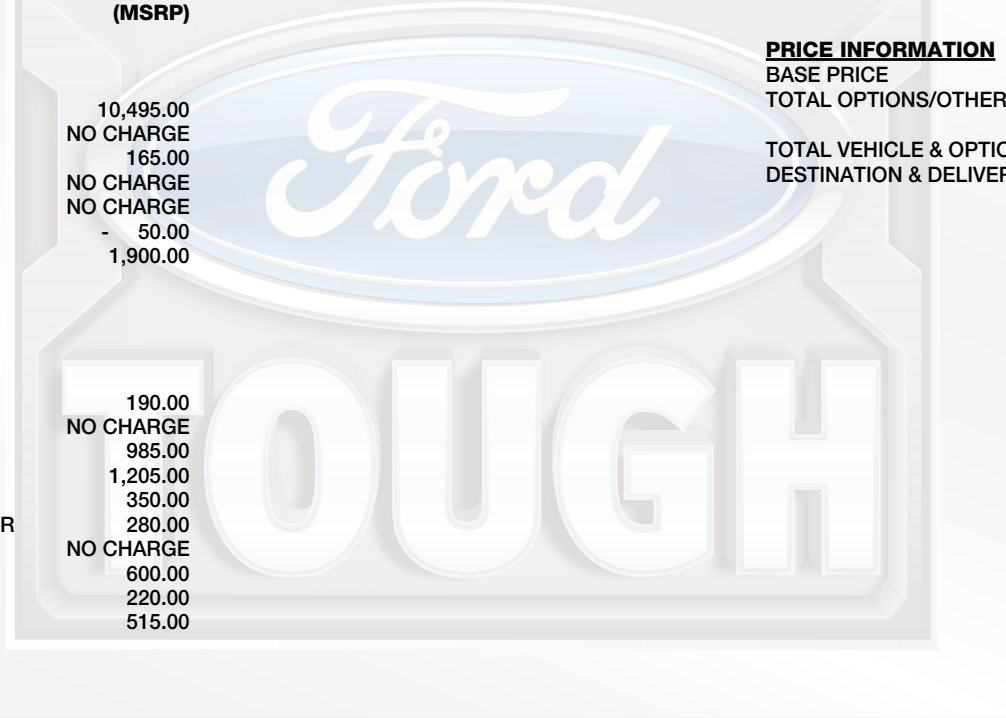 (MSRP)
10,495.00
NO CHARGE
165.00
NO CHARGE
NO CHARGE
- 50.00
1,900.00
190.00
NO CHARGE
985.00
1,205.00
350.00
R 280.00
NO CHARGE
600.00
220.00
515.00
PRICE INFORMATION
BASE PRICE
TOTAL OPTIONS/OTHER
TOTAL VEHICLE & OPTIO
DESTINATION & DELIVER
Ford
TOUGH